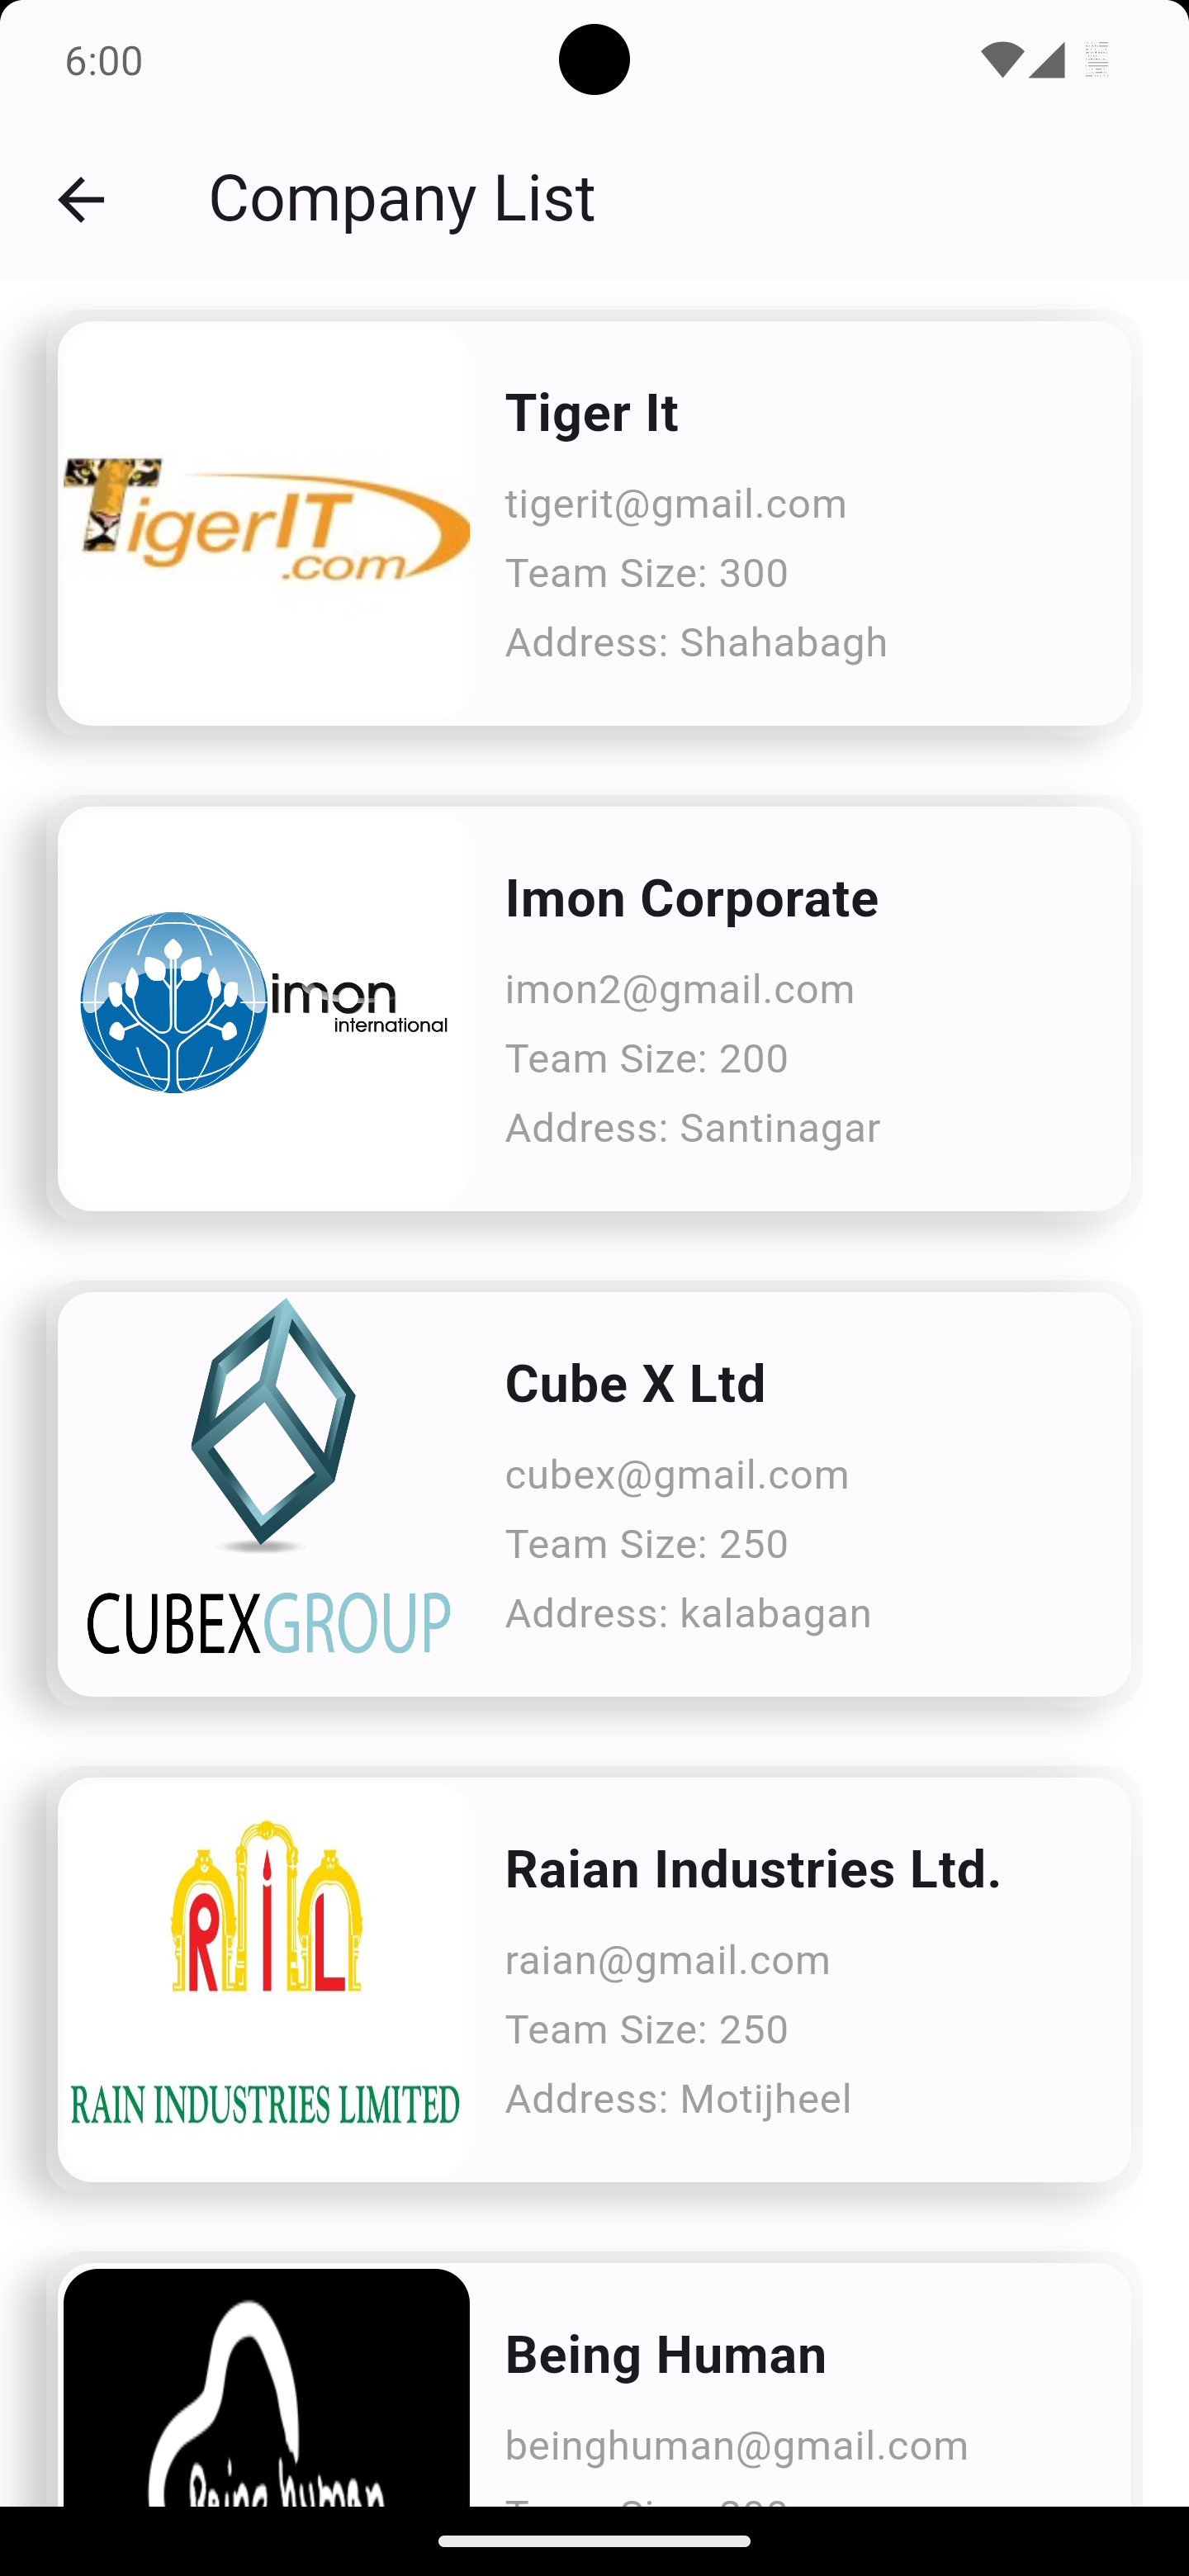 6:00
Company List
TigerIT
.com
Tiger It
tigerit@gmail.com
Team Size: 300
Address: Shahabagh
imon
international
Imon Corporate
imon2@gmail.com
Team Size: 200
Address: Santinagar
CUBEXGROUP
Cube X Ltd
cubex@gmail.com
Team Size: 250
Address: kalabagan
RIL
RAIN INDUSTRIES LIMITED
Raian Industries Ltd.
raian@gmail.com
Team Size: 250
Address: Motijheel
Being human
Being Human
beinghuman@gmail.com